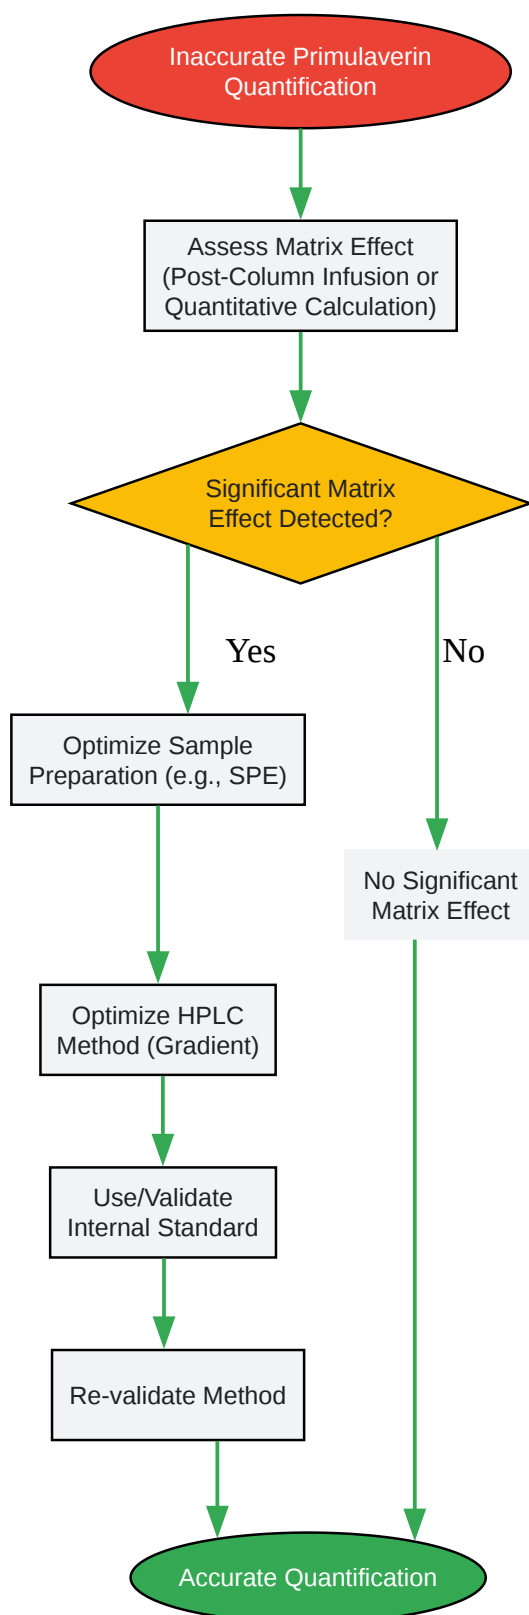 Inaccurate Primulaverin
Quantification
Assess Matrix Effect
(Post-Column Infusion or
Quantitative Calculation)
Significant Matrix
Effect Detected?
Yes
No
Optimize Sample
Preparation (e.g., SPE)
No Significant
Matrix Effect
Optimize HPLC
Method (Gradient)
Use/Validate
Internal Standard
Re-validate Method
Accurate Quantification